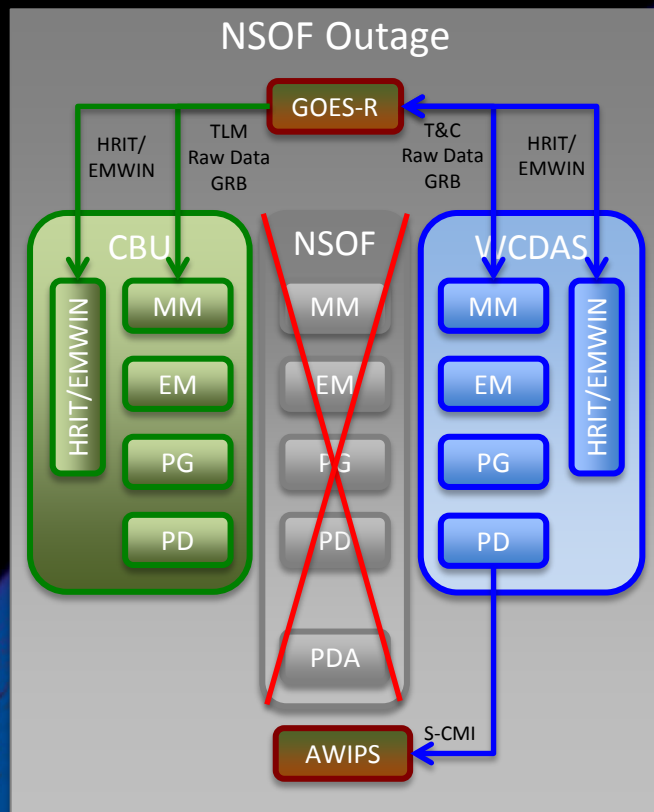 NSOF Outage
GOES-R
HRIT/
EMWIN
TLM
Raw Data
GRB
T&C
Raw Data
GRB
HRIT/
EMWIN
CBU
HRIT/EMWIN
MM
EM
PG
PD
NSOF
MM
EM
PG
PD
PDA
WCDAS
MM
EM
PG
PD
HRIT/EMWIN
S-CMI
AWIPS